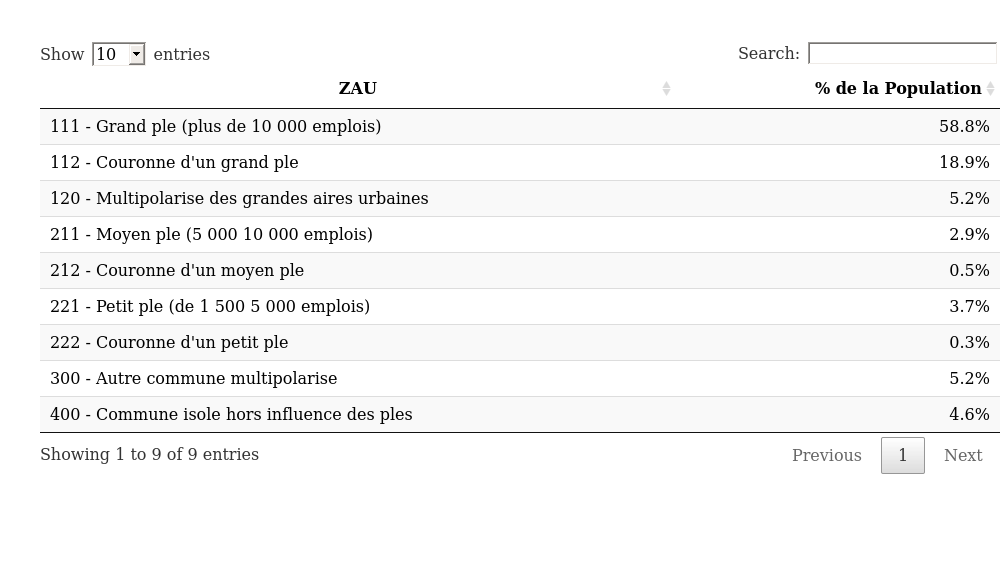 Show 10 entries
Search:
ZAU % de la Population
111 - Grand ple (plus de 10 000 emplois) 58.8%
112 - Couronne d'un grand ple 18.9%
120 - Multipolarise des grandes aires urbaines 5.2%
211 - Moyen ple (5 000 10 000 emplois) 2.9%
212 - Couronne d'un moyen ple 0.5%
221 - Petit ple (de 1 500 5 000 emplois) 3.7%
222 - Couronne d'un petit ple 0.3%
300 - Autre commune multipolarise 5.2%
400 - Commune isole hors influence des ples 4.6%
Showing 1 to 9 of 9 entries
Previous 1 Next